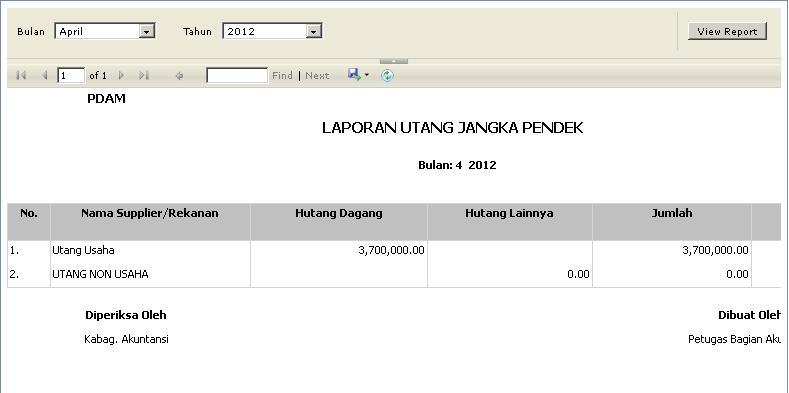 Bulan April Tahun 2012 View Report
1 of 1 Find | Next
PDAM
LAPORAN UTANG JANGKA PENDEK
Bulan: 4 2012
No. Nama Supplier/Rekanan Hutang Dagang Hutang Lainnya Jumlah
1. Utang Usaha 3,700,000.00 3,700,000.00
2. UTANG NON USAHA 0.00 0.00
Diperiksa Oleh Dibuat Oleh
Kabag. Akuntansi Petugas Bagian Aku